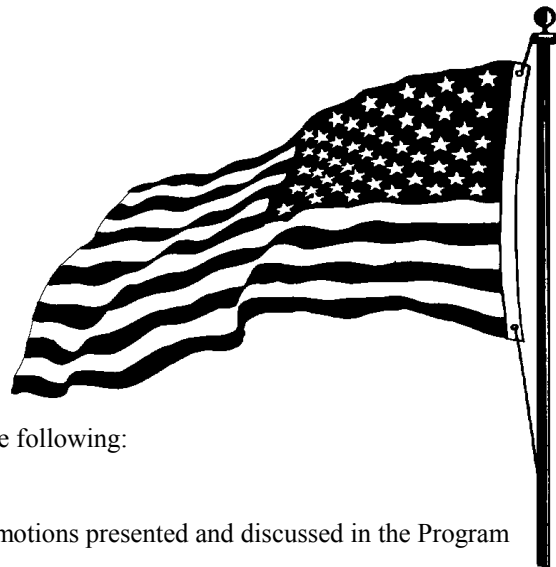 e following:
motions presented and discussed in the Program